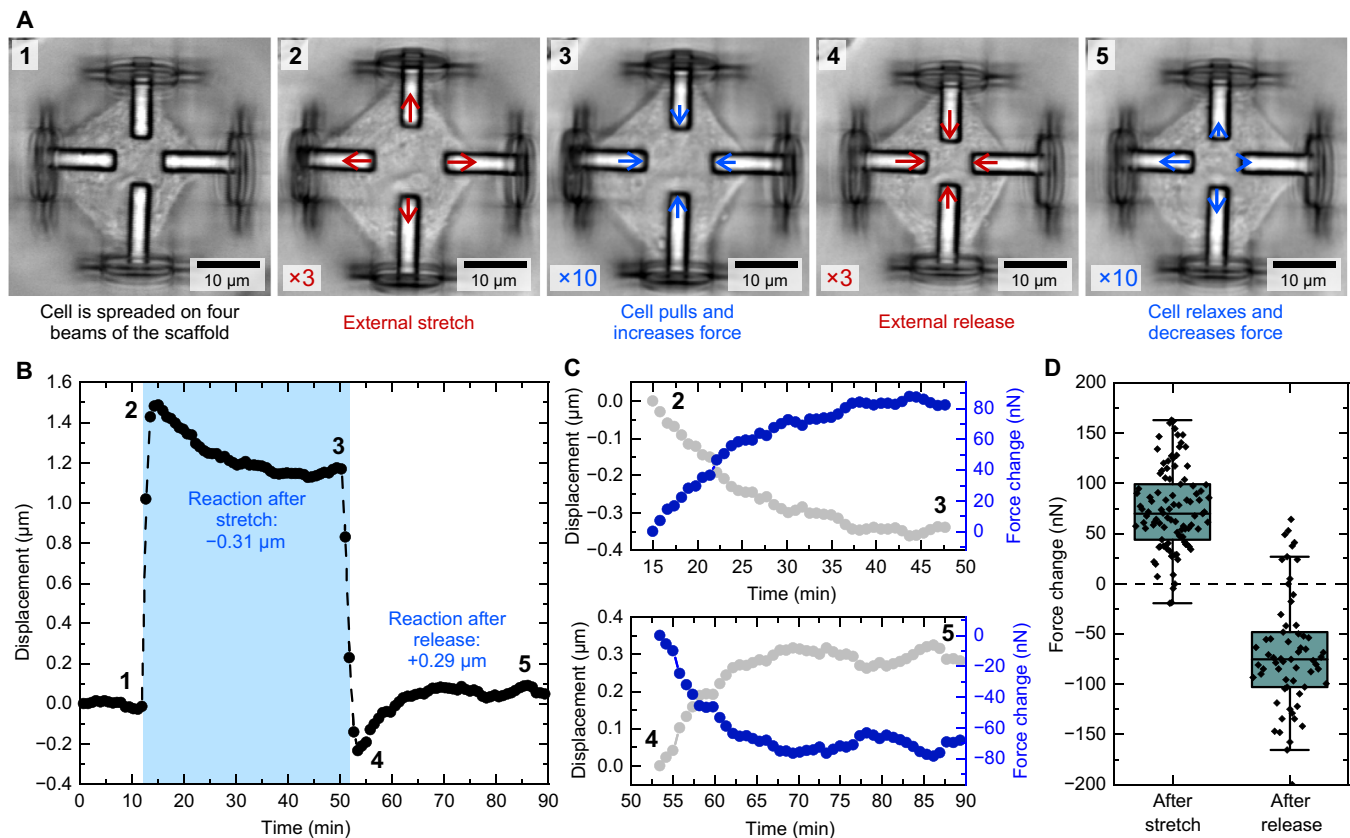 A
1
2
3
4
5
10 µm
×3
10 µm
×10
10 µm
×3
10 µm
×10
10 µm
Cell is spreaded on four
beams of the scaffold
External stretch
Cell pulls and
increases force
External release
Cell relaxes and
decreases force
B
Displacement (µm)
1.6
1.4
1.2
1.0
0.8
0.6
0.4
0.2
0.0
−0.2
−0.4
1
2
3
4
5
Reaction after
stretch:
−0.31 µm
Reaction after
release:
+0.29 µm
0 10 20 30 40 50 60 70 80 90
Time (min)
C
Displacement (µm)
0.0
−0.1
−0.2
−0.3
−0.4
2
3
80
60
40
20
0
Force change (nN)
15 20 25 30 35 40 45 50
Time (min)
Displacement (µm)
0.4
0.3
0.2
0.1
0.0
4
5
0
−20
−40
−60
−80
Force change (nN)
50 55 60 65 70 75 80 85 90
Time (min)
D
Force change (nN)
200
150
100
50
0
−50
−100
−150
−200
After
stretch
After
release